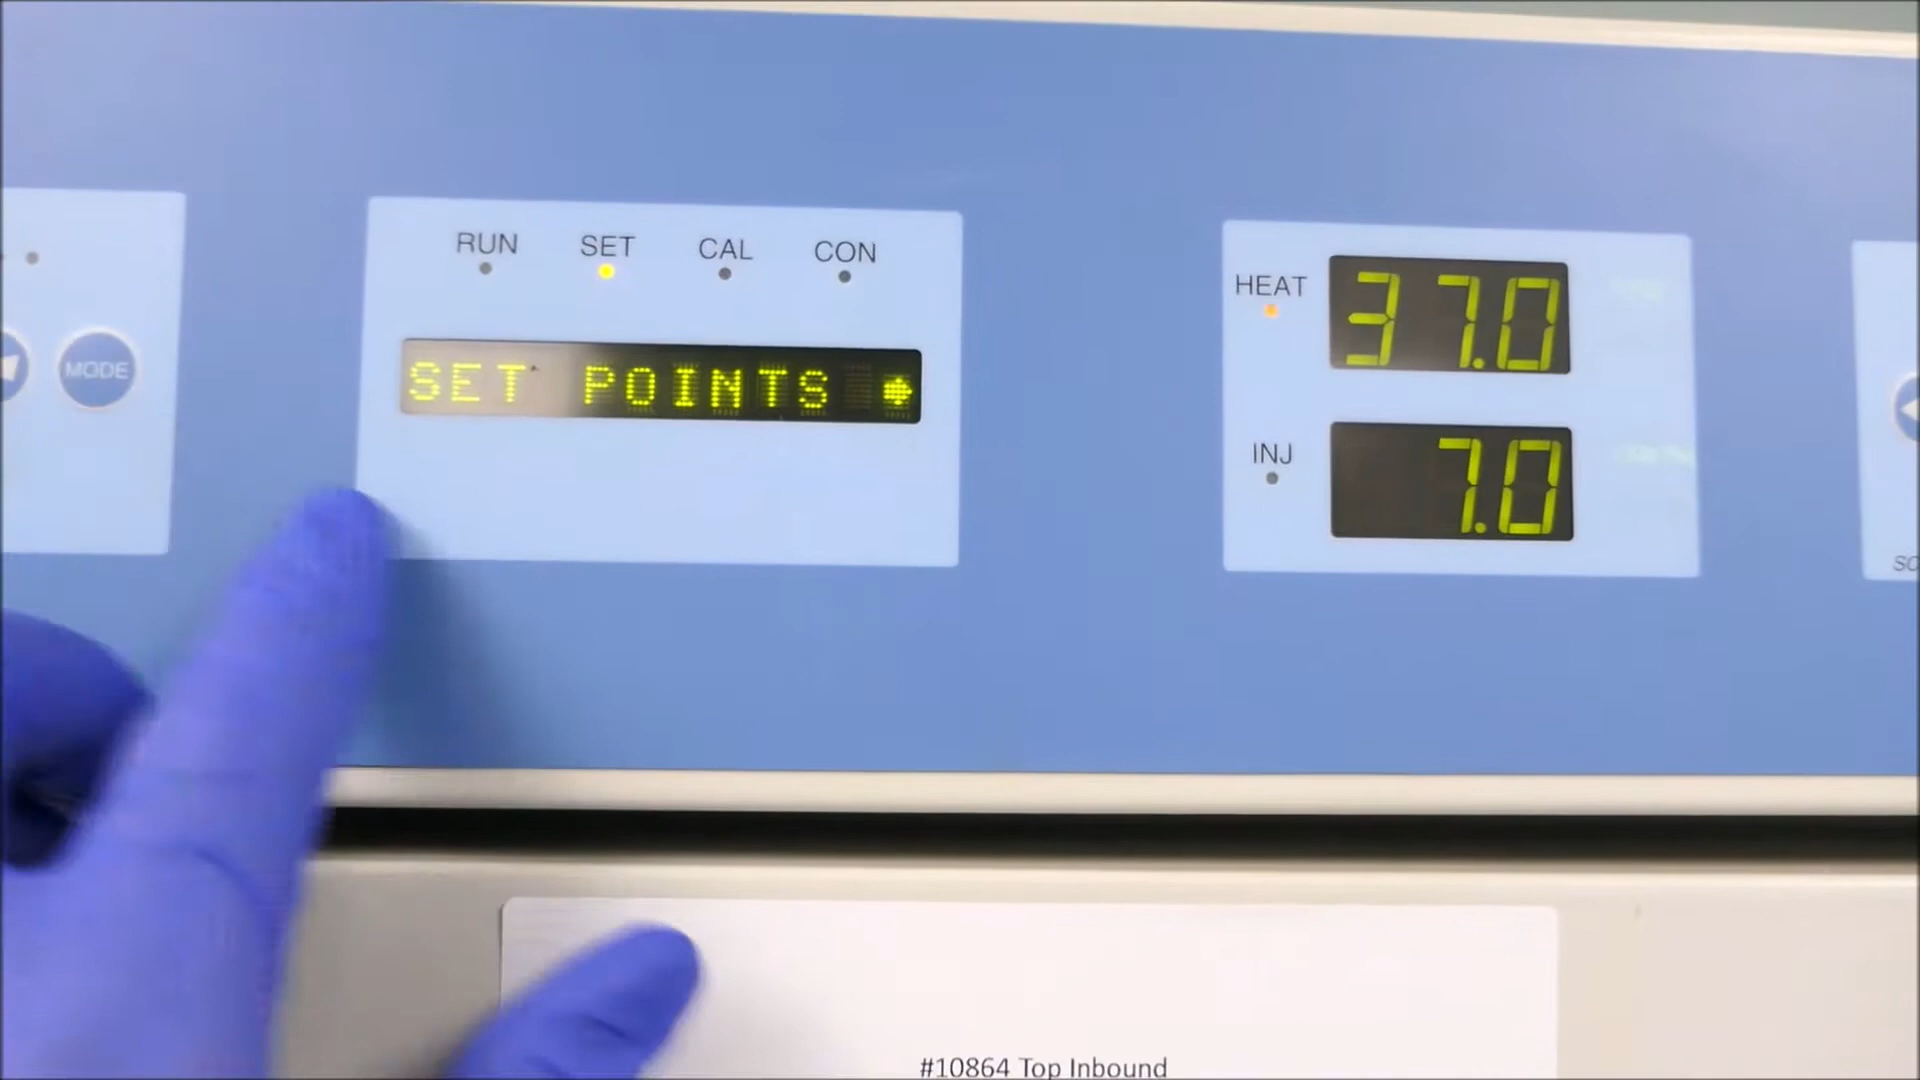 RUN SET CAL CON
MODE
SET POINTS
HEAT 37.0
INJ 7.0
#10864 Top Inbound